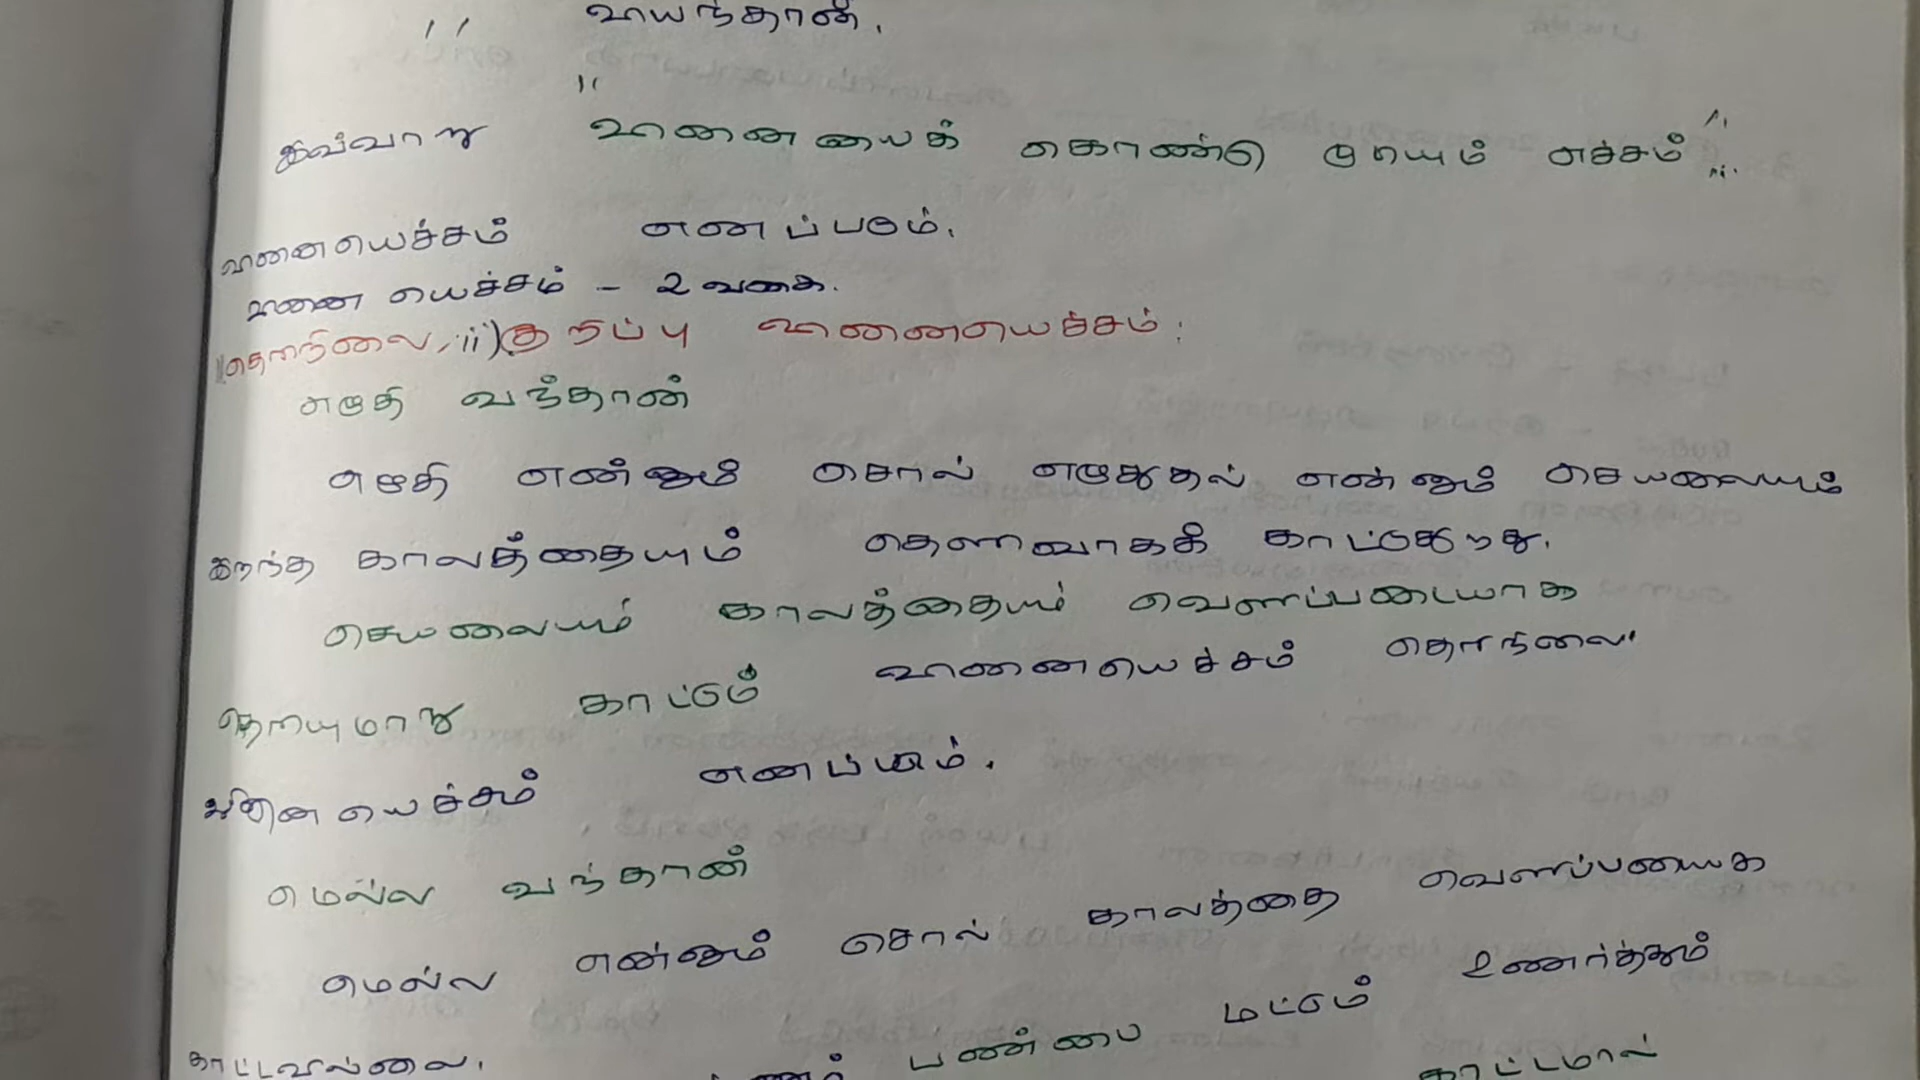 " வியந்தான்.
இவ்வாறு "வினையைக் கொண்டு முடியும் எச்சம்"
வினையெச்சம் எனப்படும்.
வினையெச்சம் - 2 வகை.
தெரிநிலை, ii) குறிப்பு வினையெச்சம்:
எழுதி வந்தான்
எழுதி என்னும் சொல் எழுதுதல் என்னும் செயலையும்
இறந்த காலத்தையும் தெளிவாகக் காட்டுகிறது.
செயலையும் காலத்தையும் வெளிப்படையாக
தெரியுமாறு காட்டும் வினையெச்சம் தெரிநிலை
வினையெச்சம் எனப்படும்.
மெல்ல வந்தான்
மெல்ல என்னும் சொல் காலத்தை வெளிப்படையாக
காட்டவில்லை. பண்பை மட்டும் உணர்த்தும்
காட்டாமல்